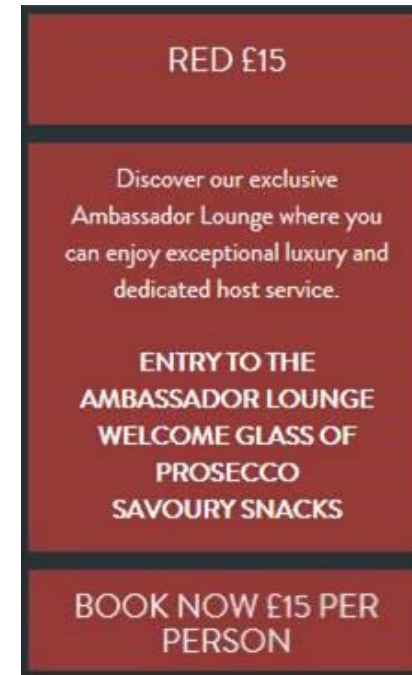 RED £15
Discover our exclusive
Ambassador Lounge where you
can enjoy exceptional luxury and
dedicated host service.
ENTRY TO THE
AMBASSADOR LOUNGE
WELCOME GLASS OF
PROSECCO
SAVOURY SNACKS
BOOK NOW £15 PER
PERSON